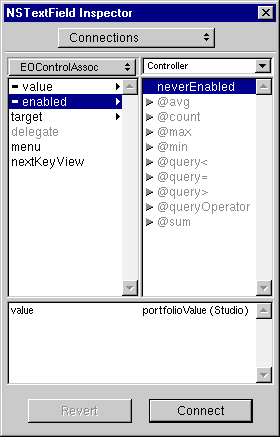 NSTextField Inspector
Connections
EOControlAssoc
Controller
value
enabled
target
delegate
menu
nextKeyView
neverEnabled
@avg
@count
@max
@min
@query<
@query=
@query>
@queryOperator
@sum
value portfolioValue (Studio)
Revert Connect